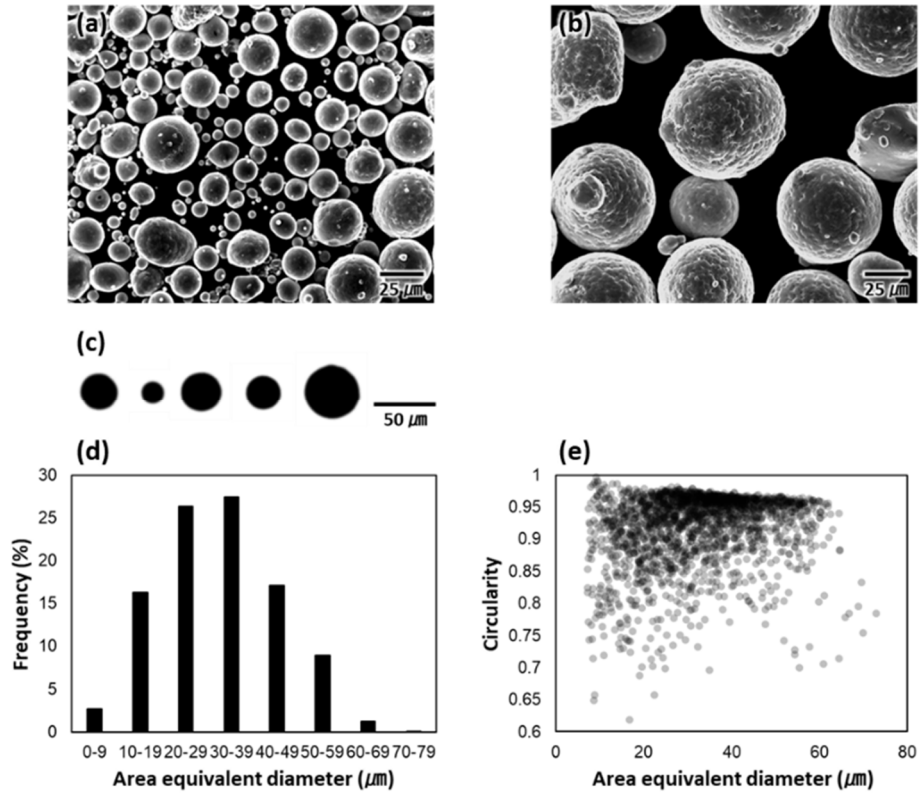 (a)
25 ㎛
(b)
25 ㎛
(c)
50 ㎛
(d)
30
25
20
15
10
5
0
Frequency (%)
0-9 10-19 20-29 30-39 40-49 50-59 60-69 70-79
Area equivalent diameter (㎛)
(e)
1
0.95
0.9
0.85
0.8
0.75
0.7
0.65
0.6
Circularity
0 20 40 60 80
Area equivalent diameter (㎛)